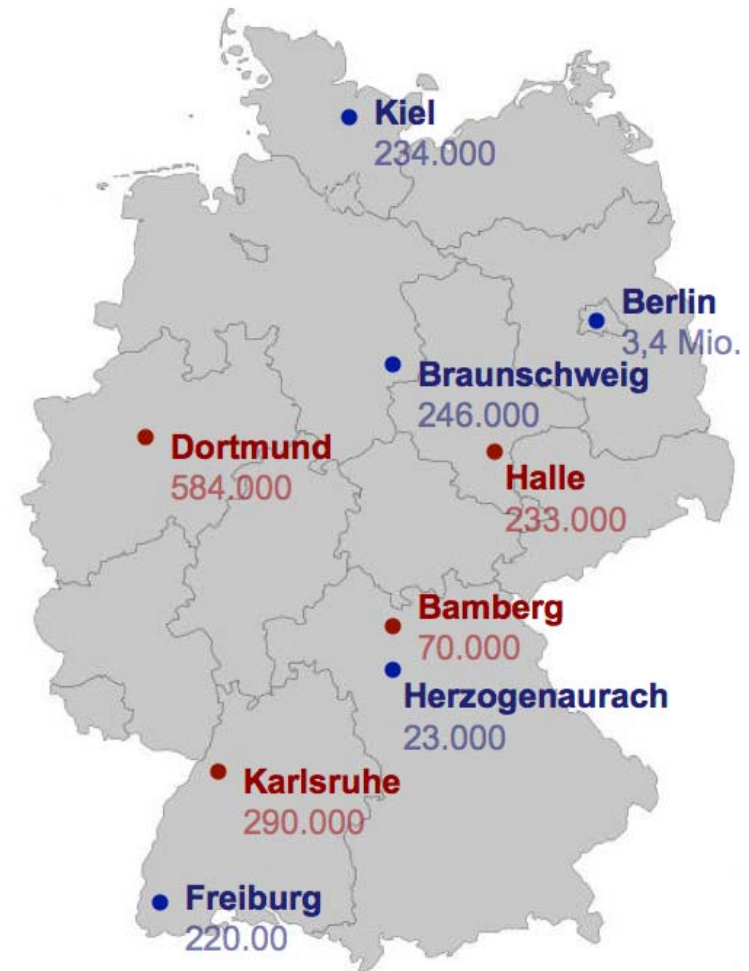 Kiel
234.000
Berlin
3,4 Mio.
Braunschweig
246.000
Dortmund
584.000
Halle
233.000
Bamberg
70.000
Herzogenaurach
23.000
Karlsruhe
290.000
Freiburg
220.00